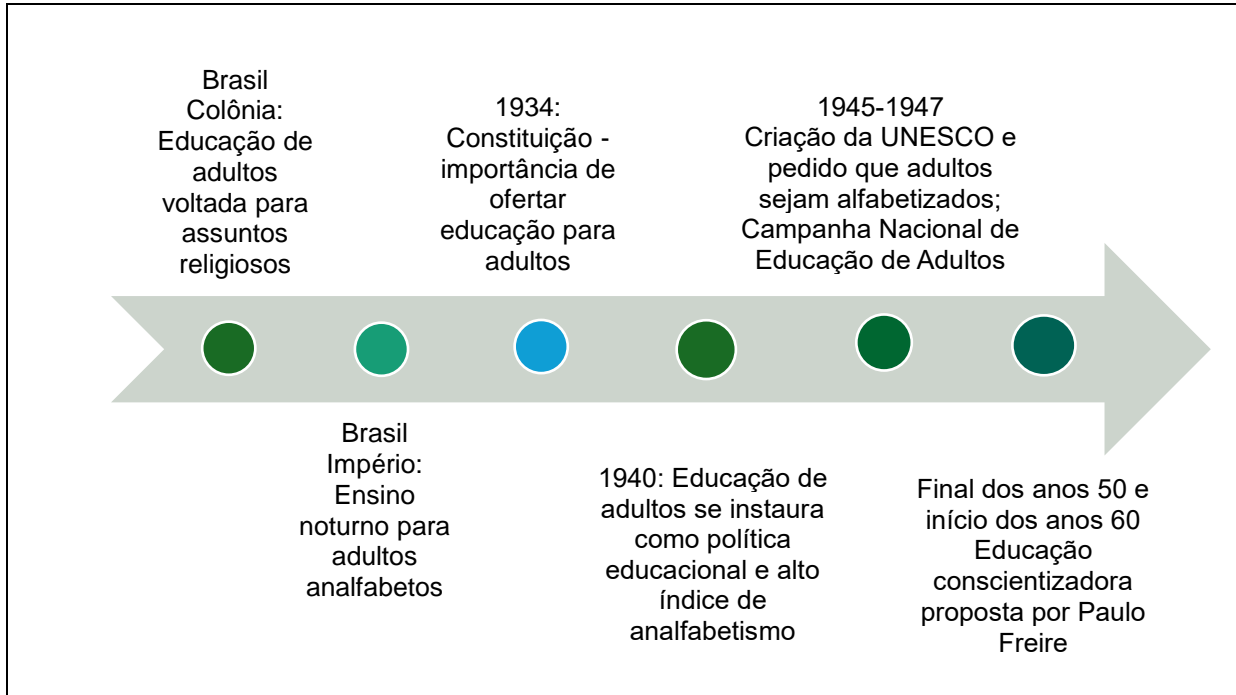 Brasil
Colônia:
Educação de
adultos
voltada para
assuntos
religiosos
Brasil
Império:
Ensino
noturno para
adultos
analfabetos
1934:
Constituição -
importância de
ofertar
educação para
adultos
1940: Educação de
adultos se instaura
como política
educacional e alto
índice de
analfabetismo
1945-1947
Criação da UNESCO e
pedido que adultos
sejam alfabetizados;
Campanha Nacional de
Educação de Adultos
Final dos anos 50 e
início dos anos 60
Educação
conscientizadora
proposta por Paulo
Freire